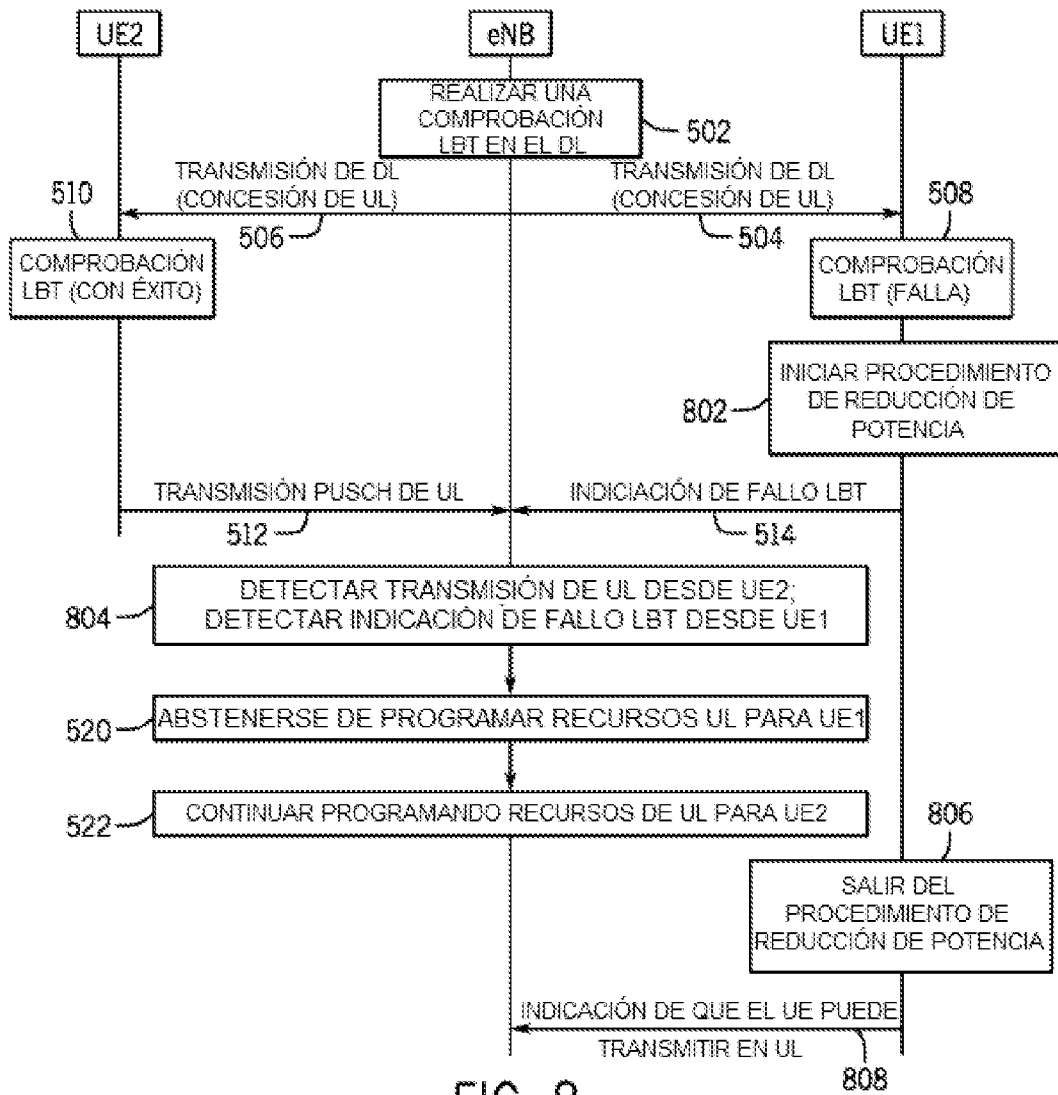 UE2
eNB
UE1
REALIZAR UNA
COMPROBACIÓN
LBT EN EL DL
502
TRANSMISIÓN DE DL
(CONCESIÓN DE UL)
TRANSMISIÓN DE DL
(CONCESIÓN DE UL)
510
508
506
504
COMPROBACIÓN
LBT (CON ÉXITO)
COMPROBACIÓN
LBT (FALLA)
INICIAR PROCEDIMIENTO
DE REDUCCIÓN DE
POTENCIA
802
TRANSMISIÓN PUSCH DE UL
INDICIACIÓN DE FALLO LBT
512
514
DETECTAR TRANSMISIÓN DE UL DESDE UE2;
DETECTAR INDICACIÓN DE FALLO LBT DESDE UE1
804
ABSTENERSE DE PROGRAMAR RECURSOS UL PARA UE1
520
CONTINUAR PROGRAMANDO RECURSOS DE UL PARA UE2
522
806
SALIR DEL
PROCEDIMIENTO DE
REDUCCIÓN DE POTENCIA
INDICACIÓN DE QUE EL UE PUEDE
TRANSMITIR EN UL
808